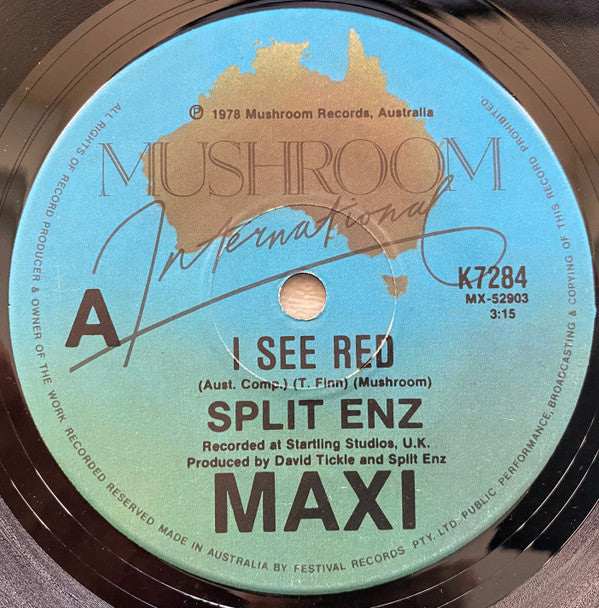 ℗ 1978 Mushroom Records, Australia
MUSHROOM
International
A
K7284
MX-52903
3:15
I SEE RED
(Aust. Comp.) (T. Finn) (Mushroom)
SPLIT ENZ
Recorded at Startling Studios, U.K.
Produced by David Tickle and Split Enz
MAXI
ALL RIGHTS OF RECORD PRODUCER & OWNER OF THE WORK RECORDED RESERVED MADE IN AUSTRALIA BY FESTIVAL RECORDS PTY. LTD. PUBLIC PERFORMANCE, BROADCASTING & COPYING OF THIS RECORD PROHIBITED.